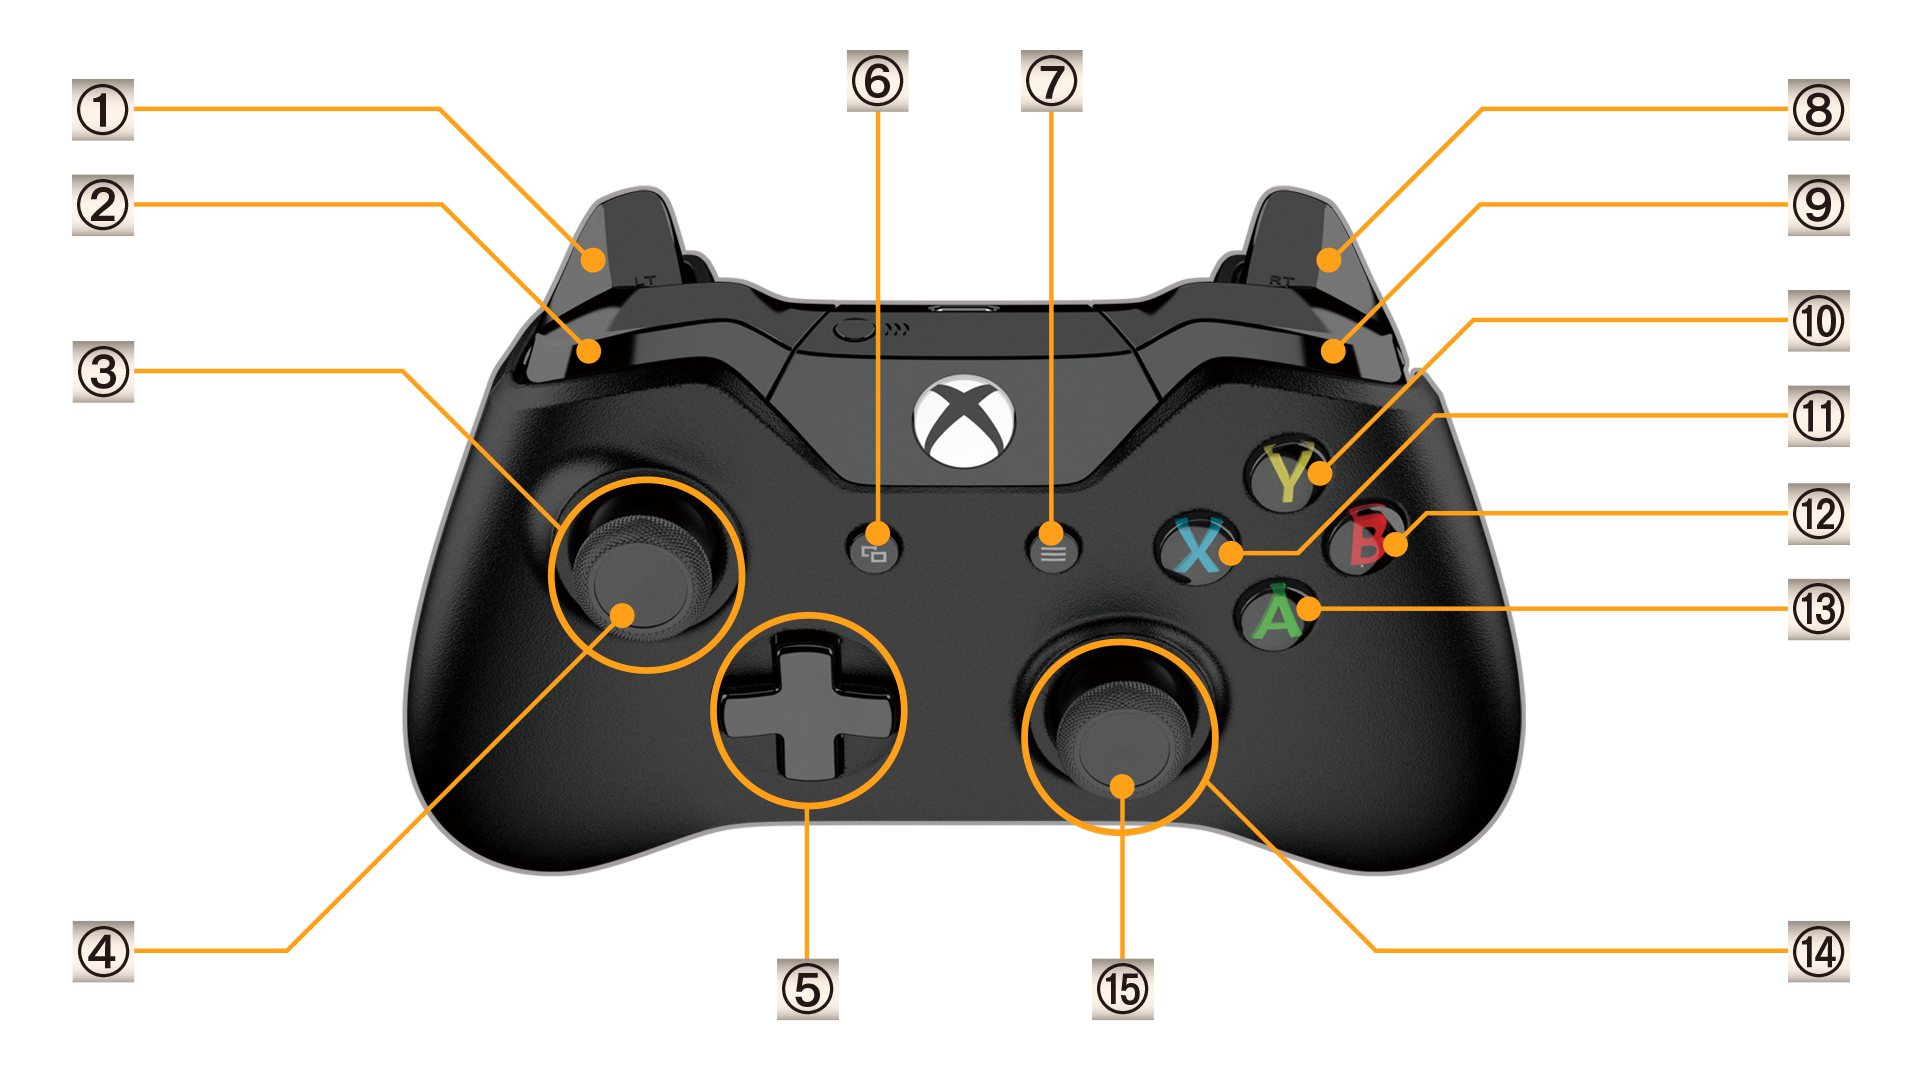 ①
②
③
④
⑤
⑥
⑦
⑧
⑨
⑩
⑪
⑫
⑬
⑭
⑮
LT
RT
Y
X
B
A